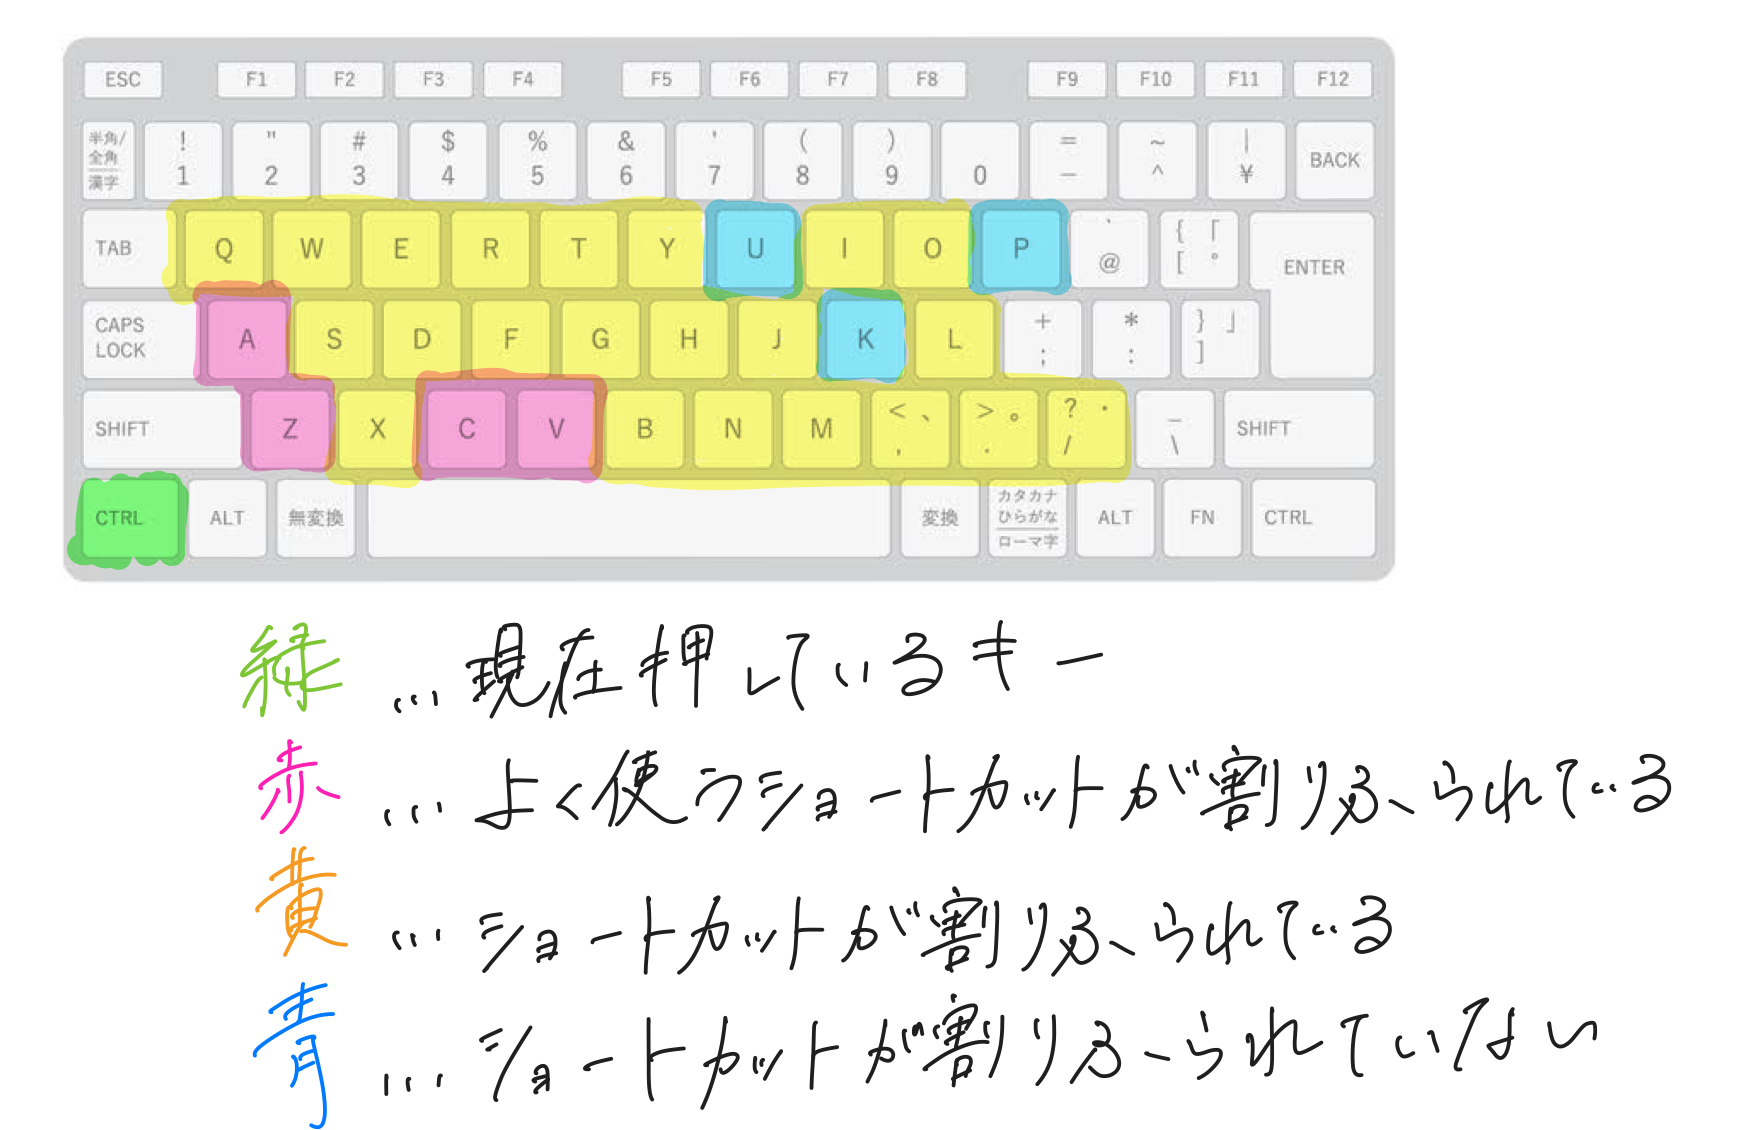 ESC F1 F2 F3 F4 F5 F6 F7 F8 F9 F10 F11 F12
半角/全角 漢字 ! 1 " 2 # 3 $ 4 % 5 & 6 ' 7 ( 8 ) 9 0 = − ~ ^ | ¥ BACK
TAB Q W E R T Y U I O P ` @ { 「 [ ° ENTER
CAPS LOCK A S D F G H J K L + ; * : } 」 ]
SHIFT Z X C V B N M < 、 , > 。 . ? ・ / _ \ SHIFT
CTRL ALT 無変換 変換 カタカナ ひらがな ローマ字 ALT FN CTRL
緑 ... 現在押しているキー
赤 ... よく使うショートカットが割りふられている
黄 ... ショートカットが割りふられている
青 ... ショートカットが割りふられていない